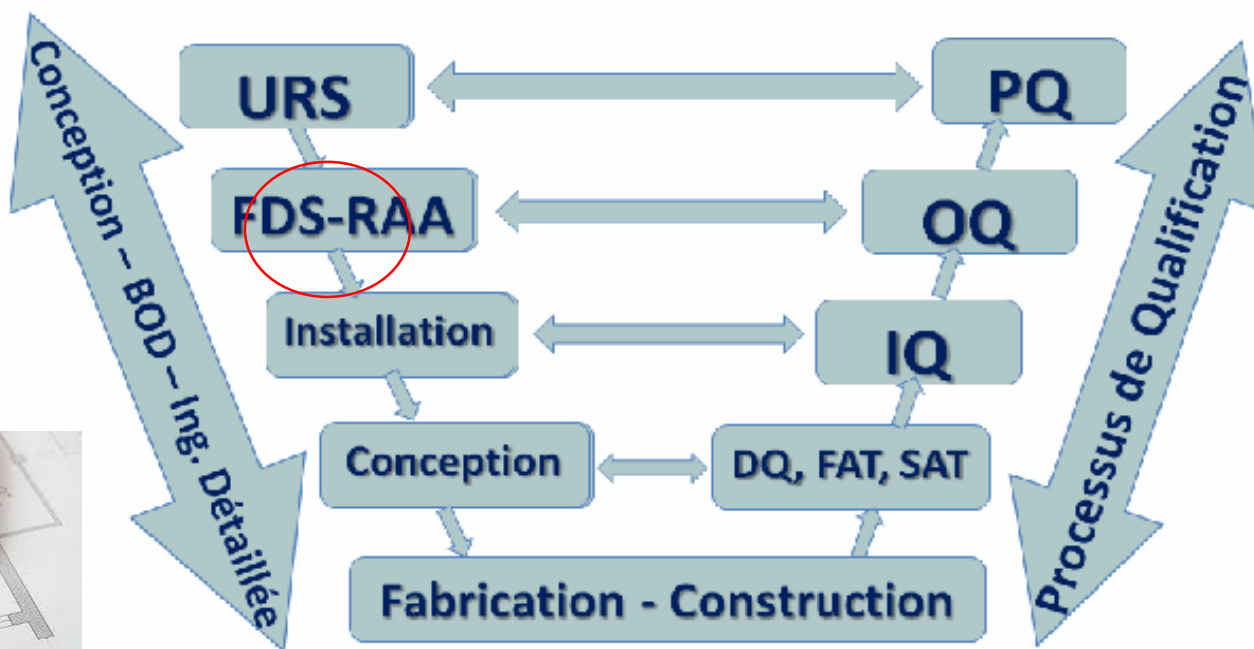 Conception – BOD – Ing. Détaillée
URS
PQ
FDS-RAA
OQ
Installation
IQ
Conception
DQ, FAT, SAT
Fabrication - Construction
Processus de Qualification